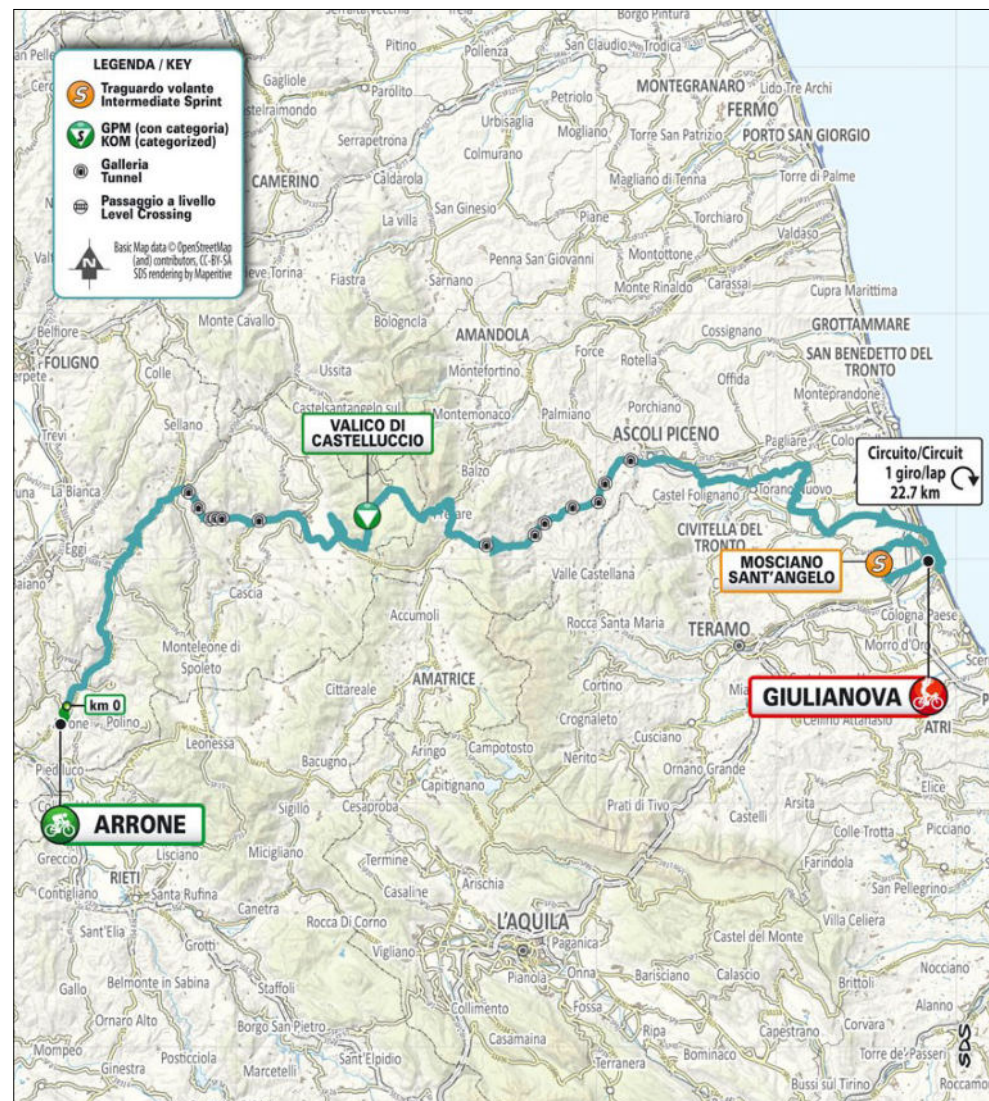 LEGENDA / KEY
Traguardo volante
Intermediate Sprint
GPM (con categoria)
KOM (categorized)
Galleria
Tunnel
Passaggio a livello
Level Crossing
Basic Map data © OpenStreetMap
(and) contributors, CC-BY-SA
SDS rendering by Maperitive
N
S
Borgo Pintura
Pitino
Pollenza
San Claudio
Trodica
Gagliole
Parolito
MONTEGRANARO
Lido Tre Archi
Petriolo
FERMO
Urbisaglia
Serrapetrona
Mogliano
Torre San Patrizio
PORTO SAN GIORGIO
Colmurano
CAMERINO
Caldarola
Magliano di Tenna
Torre di Palme
La villa
San Ginesio
Piane
Torchiaro
Valdaso
Montottone
Fiastra
Penna San Giovanni
Sarnano
Monte Rinaldo
Carassai
Cupra Marittima
Monte Cavallo
Belfiore
AMANDOLA
Cossignano
GROTTAMMARE
FOLIGNO
Colle
Ussita
Montefortino
Force
Rotella
SAN BENEDETTO DEL
TRONTO
Offida
Castelsantangelo sul
Monteprandone
Trevi
Sellano
Montemonaco
Palmiano
Porchiano
VALICO DI
CASTELLUCCIO
ASCOLI PICENO
Pagliare
Circuito/Circuit
1 giro/lap
22.7 km
La Bianca
Balzo
Castel Folignano
Torano Nuovo
Eggi
CIVITELLA DEL
TRONTO
MOSCIANO
SANT'ANGELO
S
Valle Castellana
Cascia
Accumoli
Rocca Santa Maria
Cologna Paese
Monteleone di
Spoleto
TERAMO
Morro d'Oro
AMATRICE
Cittareale
Cortino
GIULIANOVA
km 0
Polino
Crognaleto
Cellino Attanasio
ATRI
Leonessa
Campotosto
Cusciano
Bacugno
Aringo
Nerito
Piediluco
Capitignano
Ornano Grande
Elice
ARRONE
Sigillo
Cesaproba
Prati di Tivo
Arsita
Castelli
Picciano
Lisciano
Micigliano
Colle Trotta
Greccio
Termine
Farindola
RIETI
Arischia
Contigliano
Santa Rufina
Casaline
San Pellegrino
Canetra
Rocca Di Corno
L'AQUILA
Villa Celiera
Sant'Elia
Grotti
Vigliano
Paganica
Castel del Monte
Pianola
Onna
Nocciano
Gallo
Belmonte in Sabina
Staffoli
Barisciano
Calascio
Brittoli
Collimento
Fossa
Castelvecchio
Alanno
Ornaro Alto
Borgo San Pietro
Casamaina
Ripa
Capestrano
Corvara
Mompeo
Posticciola
Sant'Elpidio
Bominaco
Torre de' Passeri
Ginestra
Marcetelli
Terranera
Bussi sul Tirino
SDS